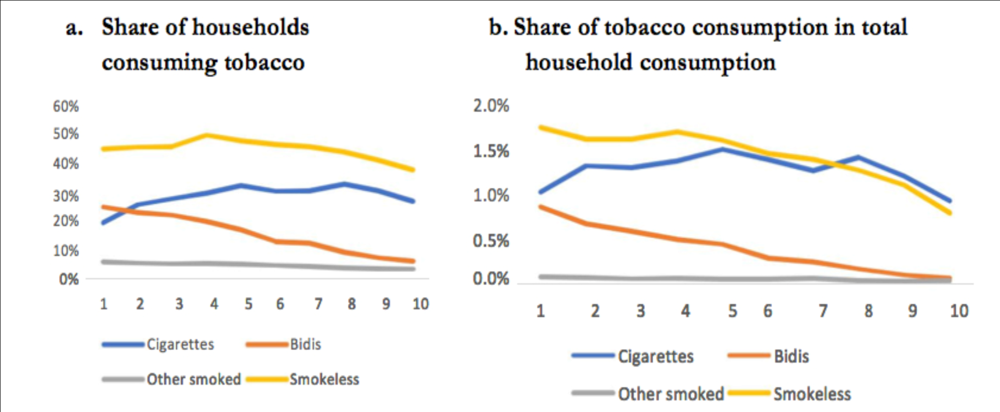 a. Share of households
consuming tobacco
60%
50%
40%
30%
20%
10%
0%
1 2 3 4 5 6 7 8 9 10
Cigarettes Bidis
Other smoked Smokeless
b. Share of tobacco consumption in total
household consumption
2.0%
1.5%
1.0%
0.5%
0.0%
1 2 3 4 5 6 7 8 9 10
Cigarettes Bidis
Other smoked Smokeless